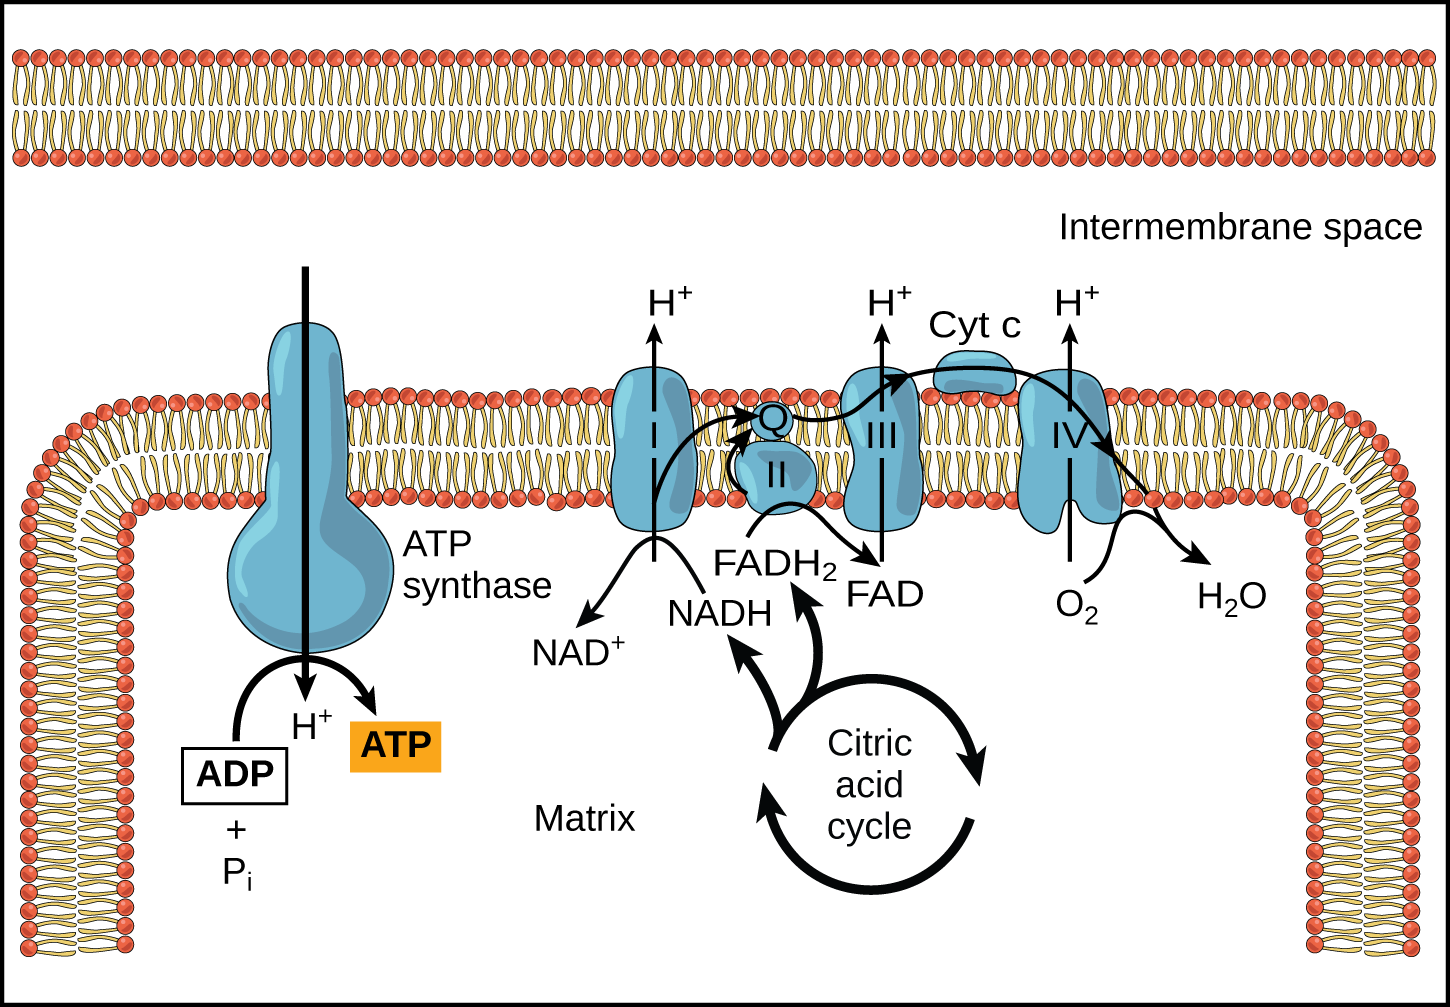 Intermembrane space
H⁺
H⁺
H⁺
Cyt c
Q
I
III
IV
II
ATP
synthase
FADH₂
FAD
NADH
O₂
H₂O
NAD⁺
H⁺
ATP
ADP
+
Pᵢ
Citric
acid
cycle
Matrix